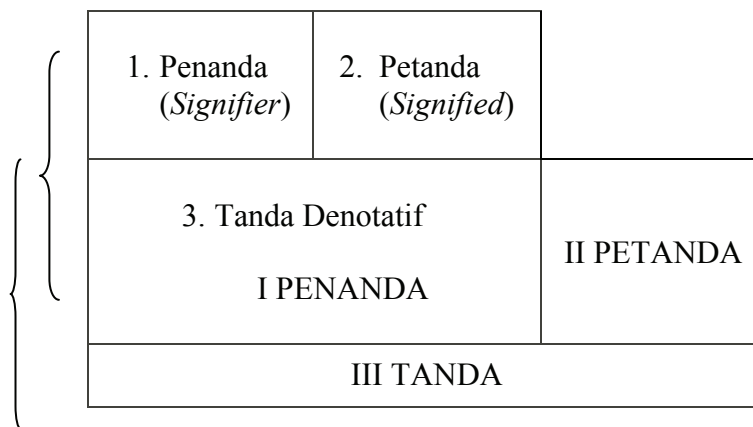 1. Penanda
(Signifier)
2. Petanda
(Signified)
3. Tanda Denotatif
I PENANDA
II PETANDA
III TANDA